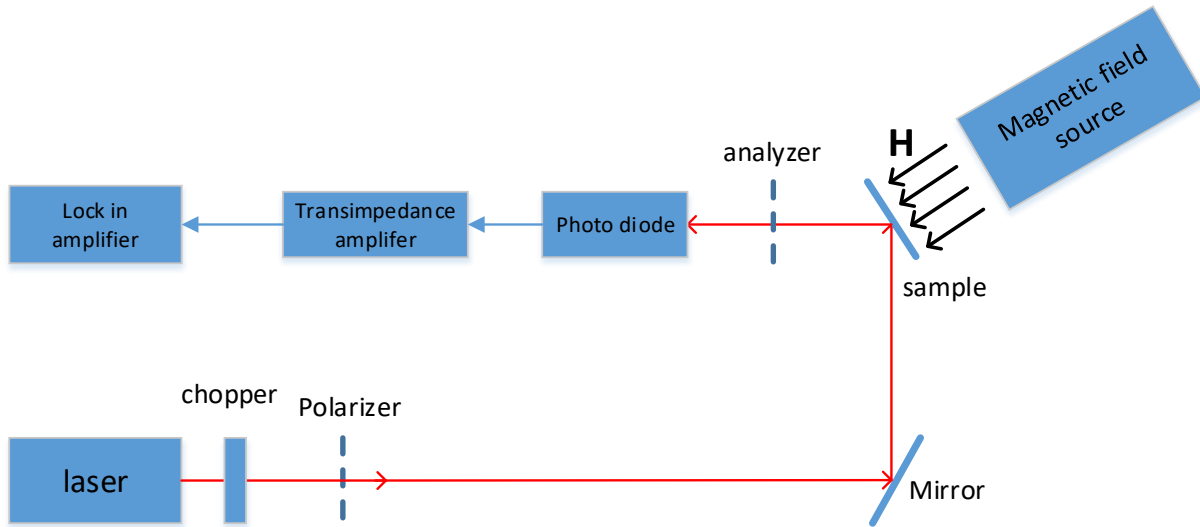 Magnetic field
source
H
analyzer
Lock in
amplifier
Transimpedance
amplifer
Photo diode
sample
chopper
Polarizer
laser
Mirror